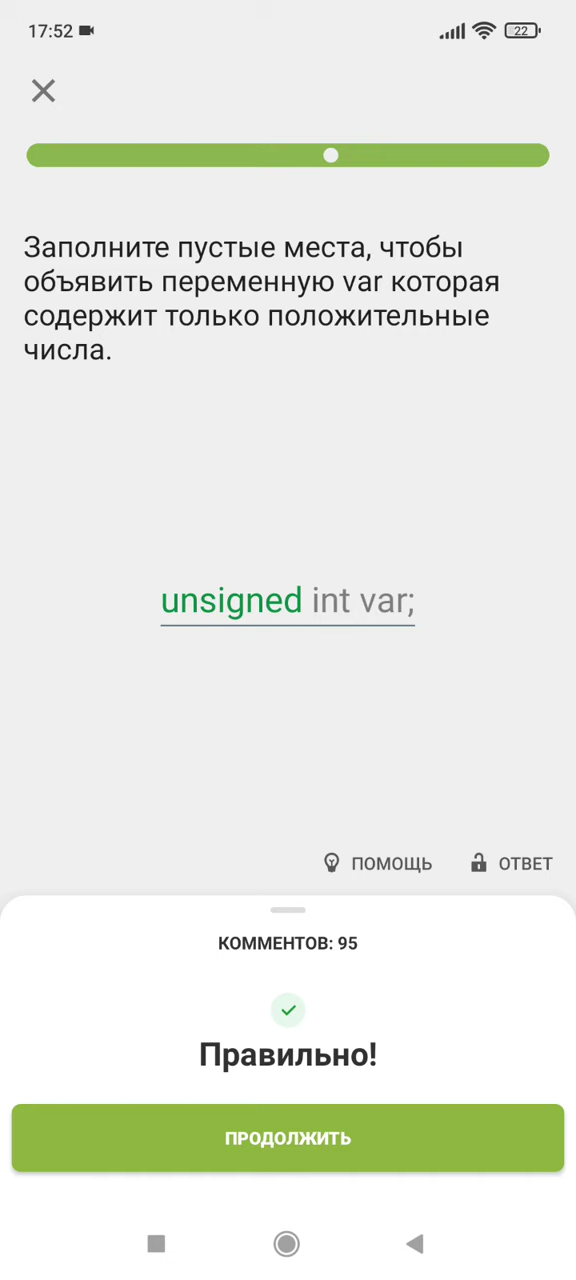 17:52
22
Заполните пустые места, чтобы
объявить переменную var которая
содержит только положительные
числа.
unsigned int var;
ПОМОЩЬ
ОТВЕТ
КОММЕНТОВ: 95
Правильно!
ПРОДОЛЖИТЬ